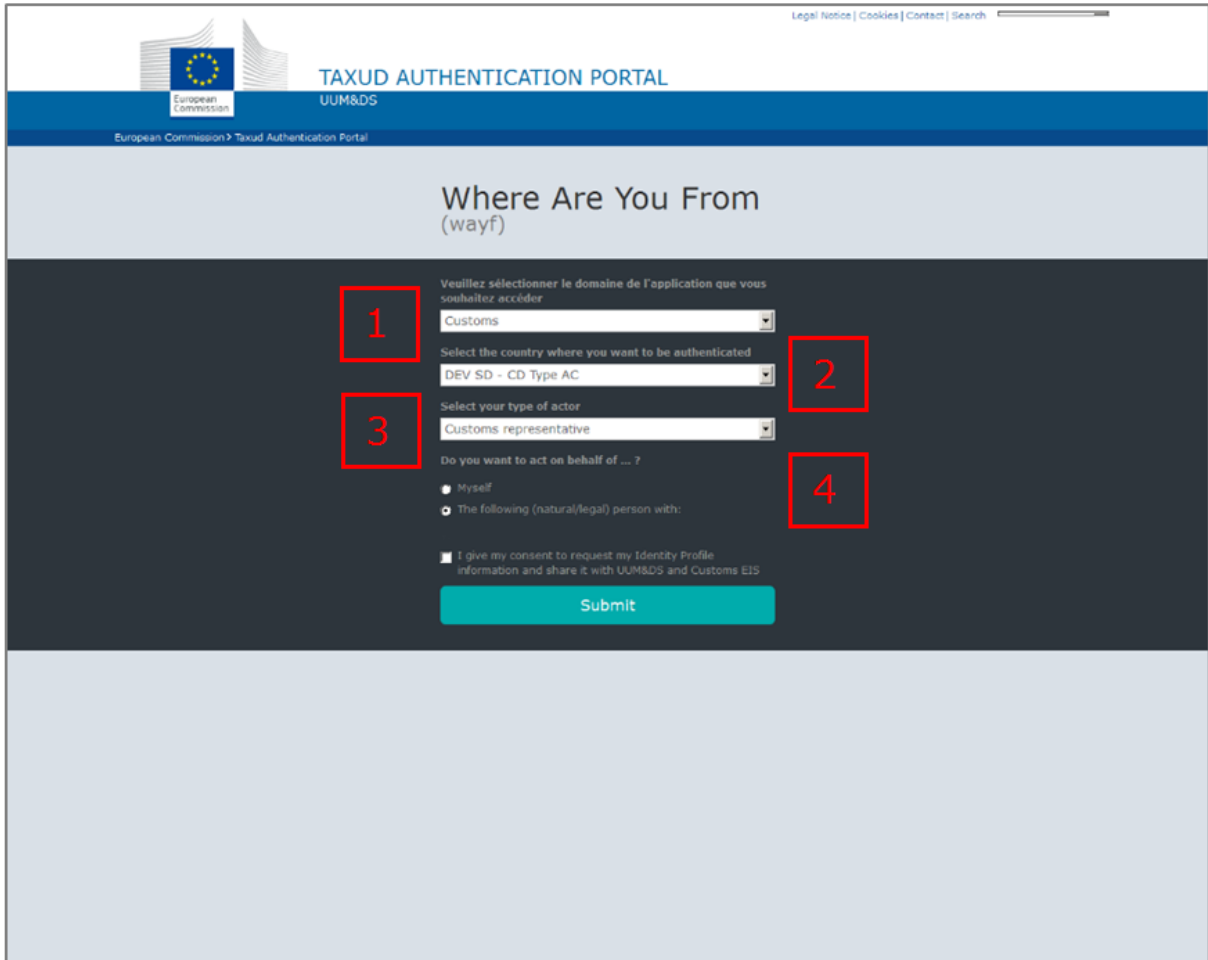 Legal Notice | Cookies | Contact | Search
European
Commission
TAXUD AUTHENTICATION PORTAL
UUM&DS
European Commission > Taxud Authentication Portal
Where Are You From
(wayf)
Veuillez sélectionner le domaine de l'application que vous
souhaitez accéder
1
Customs
Select the country where you want to be authenticated
DEV SD - CD Type AC
2
Select your type of actor
3
Customs representative
Do you want to act on behalf of ... ?
4
Myself
The following (natural/legal) person with:
I give my consent to request my Identity Profile
information and share it with UUM&DS and Customs EIS
Submit